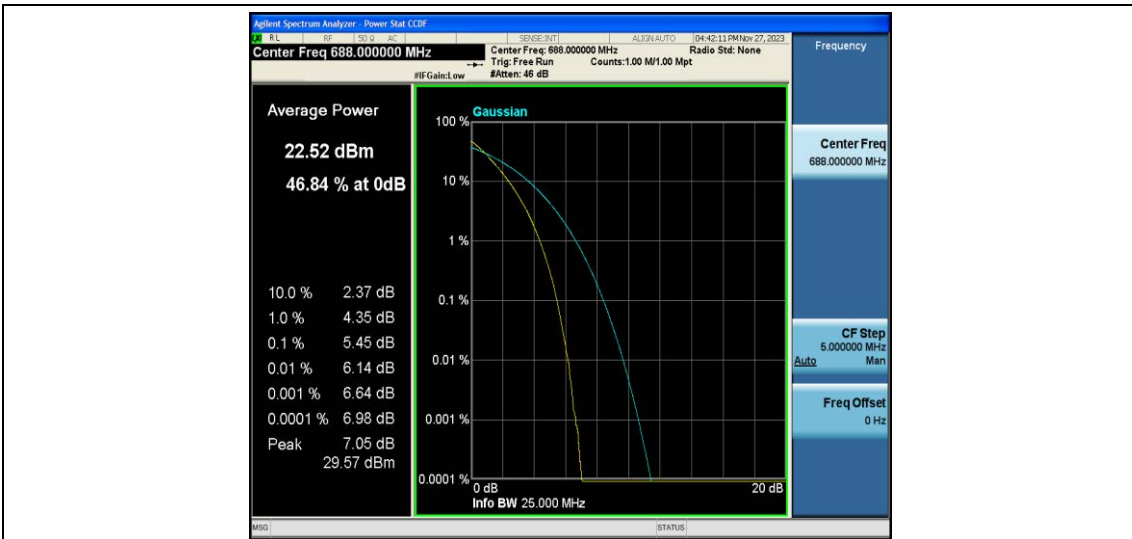 Agilent Spectrum Analyzer - Power Stat CCDF
RL RF 50 Ω AC SENSE:INT ALIGNAUTO 04:42:11 PM Nov 27, 2023
Center Freq 688.000000 MHz
Center Freq: 688.000000 MHz Radio Std: None
Trig: Free Run Counts:1.00 M/1.00 Mpt
#IFGain:Low #Atten: 46 dB
Frequency
Average Power
22.52 dBm
46.84 % at 0dB
10.0 % 2.37 dB
1.0 % 4.35 dB
0.1 % 5.45 dB
0.01 % 6.14 dB
0.001 % 6.64 dB
0.0001 % 6.98 dB
Peak 7.05 dB
29.57 dBm
Gaussian
100 %
10 %
1 %
0.1 %
0.01 %
0.001 %
0.0001 %
0 dB 20 dB
Info BW 25.000 MHz
Center Freq
688.000000 MHz
CF Step
5.000000 MHz
Auto Man
Freq Offset
0 Hz
MSG STATUS